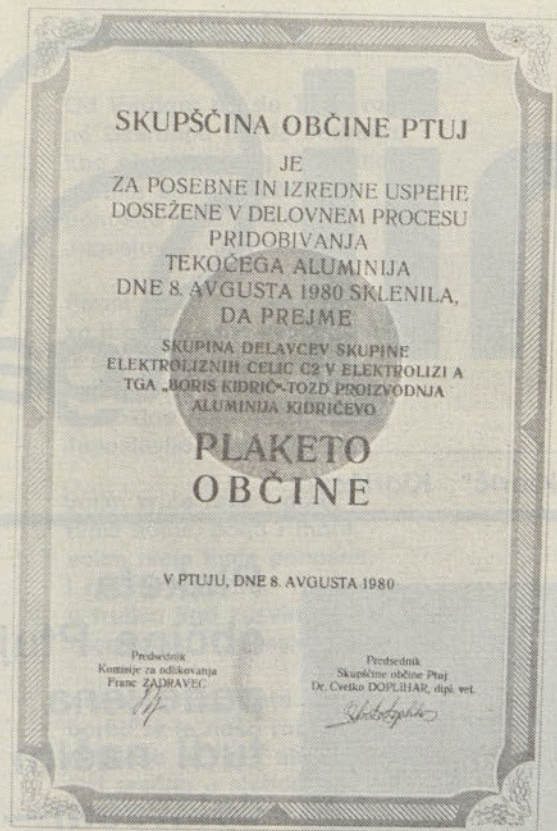 SKUPŠČINA OBČINE PTUJ
JE
ZA POSEBNE IN IZREDNE USPEHE
DOSEŽENE V DELOVNEM PROCESU
PRIDOBIVANJA
TEKOČEGA ALUMINIJA
DNE 8. AVGUSTA 1980 SKLENILA,
DA PREJME
SKUPINA DELAVCEV SKUPINE
ELEKTROLIZNIH CELIC C2 V ELEKTROLIZI A
TGA „BORIS KIDRIČ“-TOZD PROIZVODNJA
ALUMINIJA KIDRIČEVO
PLAKETO
OBČINE
V PTUJU, DNE 8. AVGUSTA 1980
Predsednik
Komisije za odlikovanja
Franc ZADRAVEC
Predsednik
Skupščine občine Ptuj
Dr. Cvetko DOPLIHAR, dipl. vet.